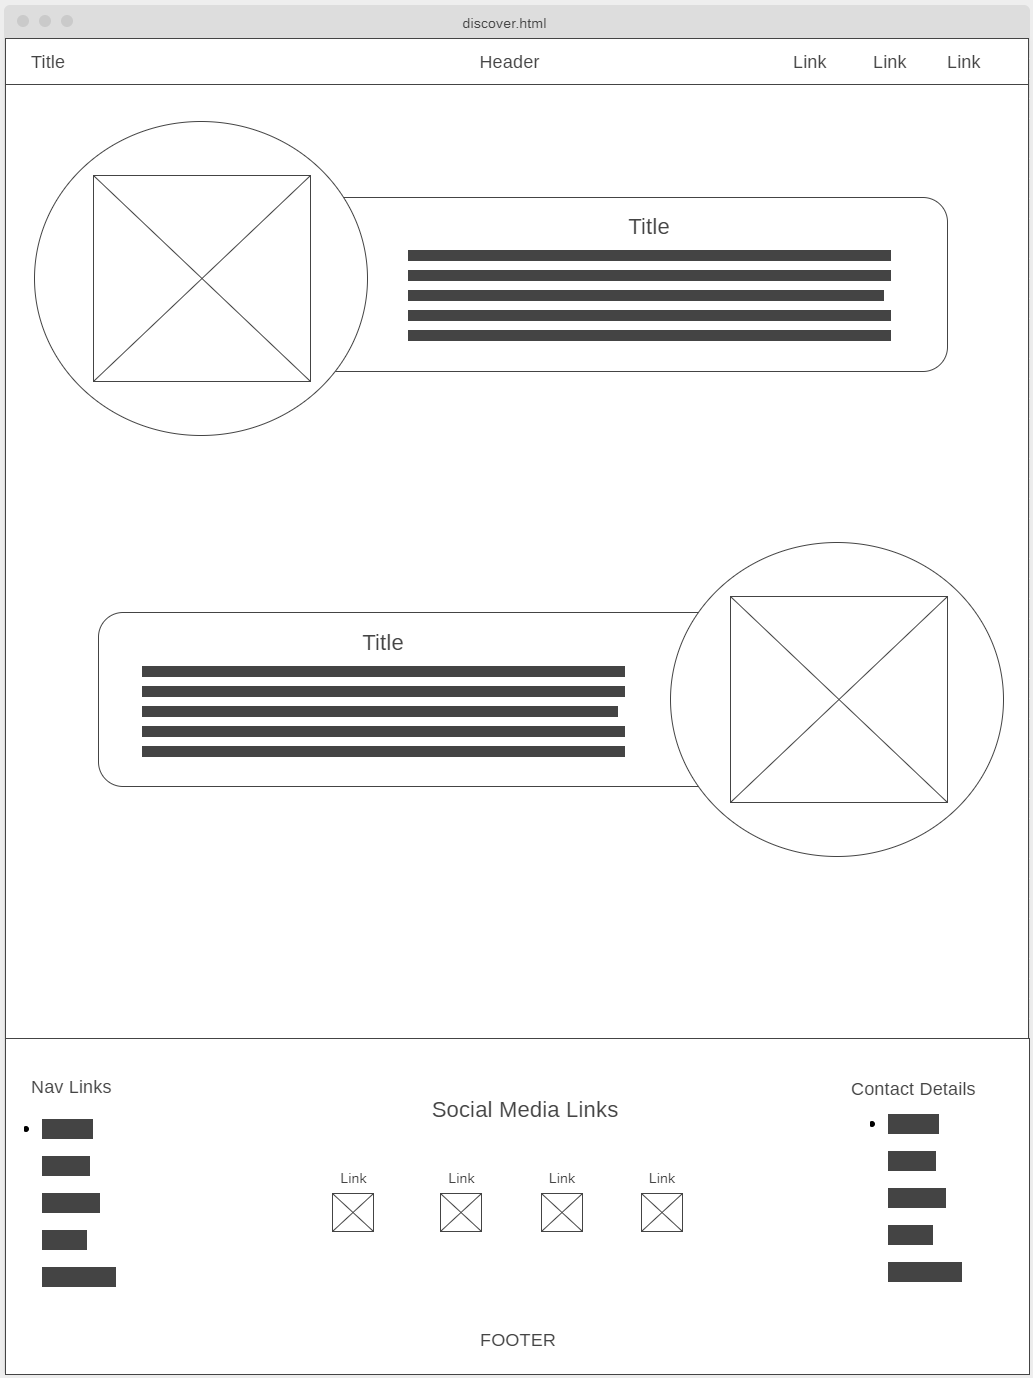 discover.html
Title Header Link Link Link
Title
Title
Nav Links
Social Media Links
Link Link Link Link
Contact Details
FOOTER